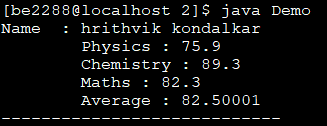 [be2288@localhost 2]$ java Demo
Name  : hrithvik kondalkar
        Physics : 75.9
        Chemistry : 89.3
        Maths : 82.3
        Average : 82.50001
----------------------------